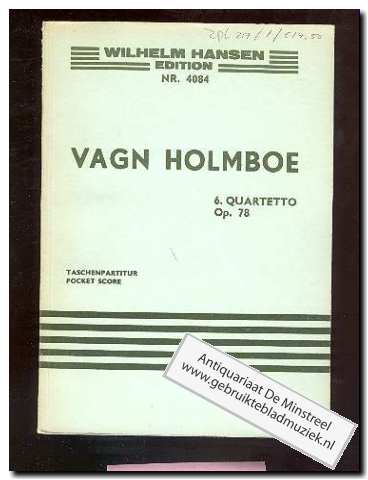 WILHELM HANSEN
EDITION
NR. 4084
VAGN HOLMBOE
6. QUARTETTO
Op. 78
TASCHENPARTITUR
POCKET SCORE
Antiquariaat De Minstreel
www.gebruiktebladmuziek.nl